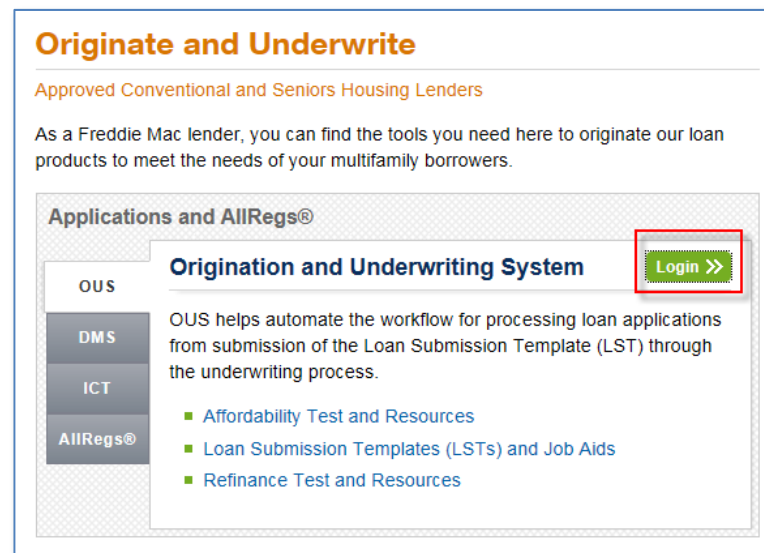 Originate and Underwrite
Approved Conventional and Seniors Housing Lenders
As a Freddie Mac lender, you can find the tools you need here to originate our loan
products to meet the needs of your multifamily borrowers.
Applications and AllRegs®
OUS
DMS
ICT
AllRegs®
Origination and Underwriting System
Login >>
OUS helps automate the workflow for processing loan applications
from submission of the Loan Submission Template (LST) through
the underwriting process.
Affordability Test and Resources
Loan Submission Templates (LSTs) and Job Aids
Refinance Test and Resources